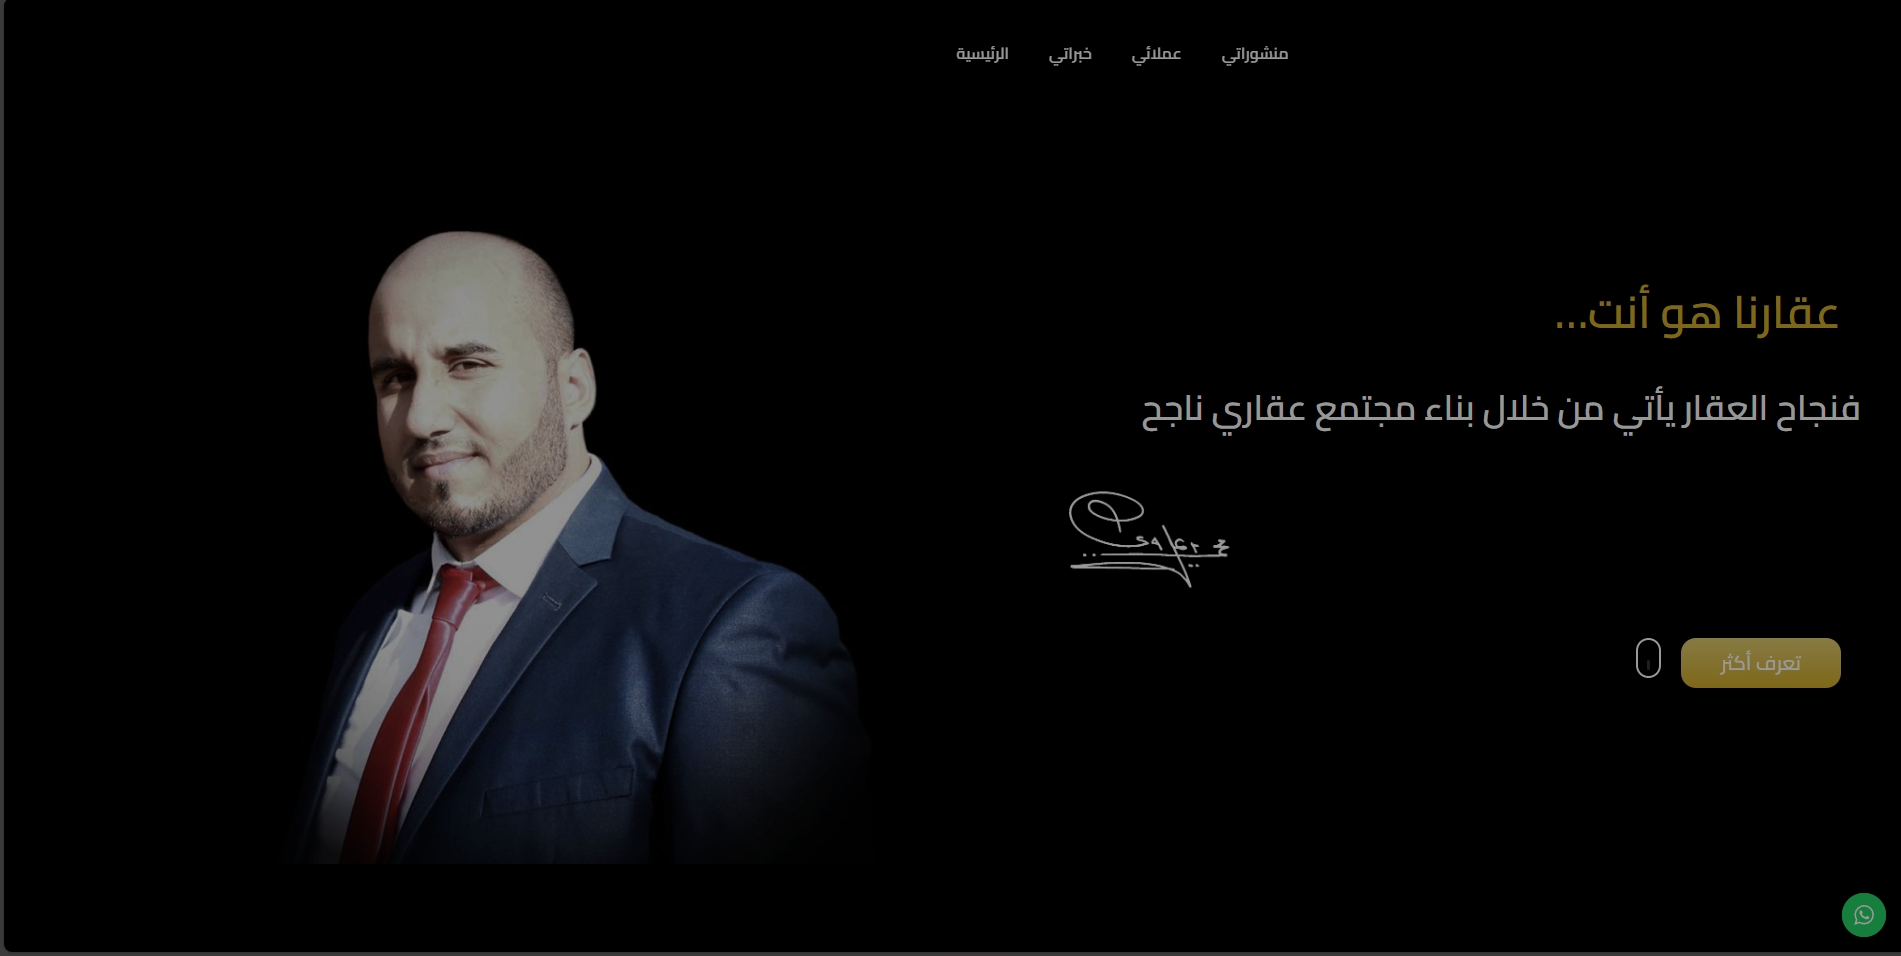 الرئيسية خبراتي عملائي منشوراتي
عقارنا هو أنت...
فنجاح العقار يأتي من خلال بناء مجتمع عقاري ناجح
تعرف أكثر